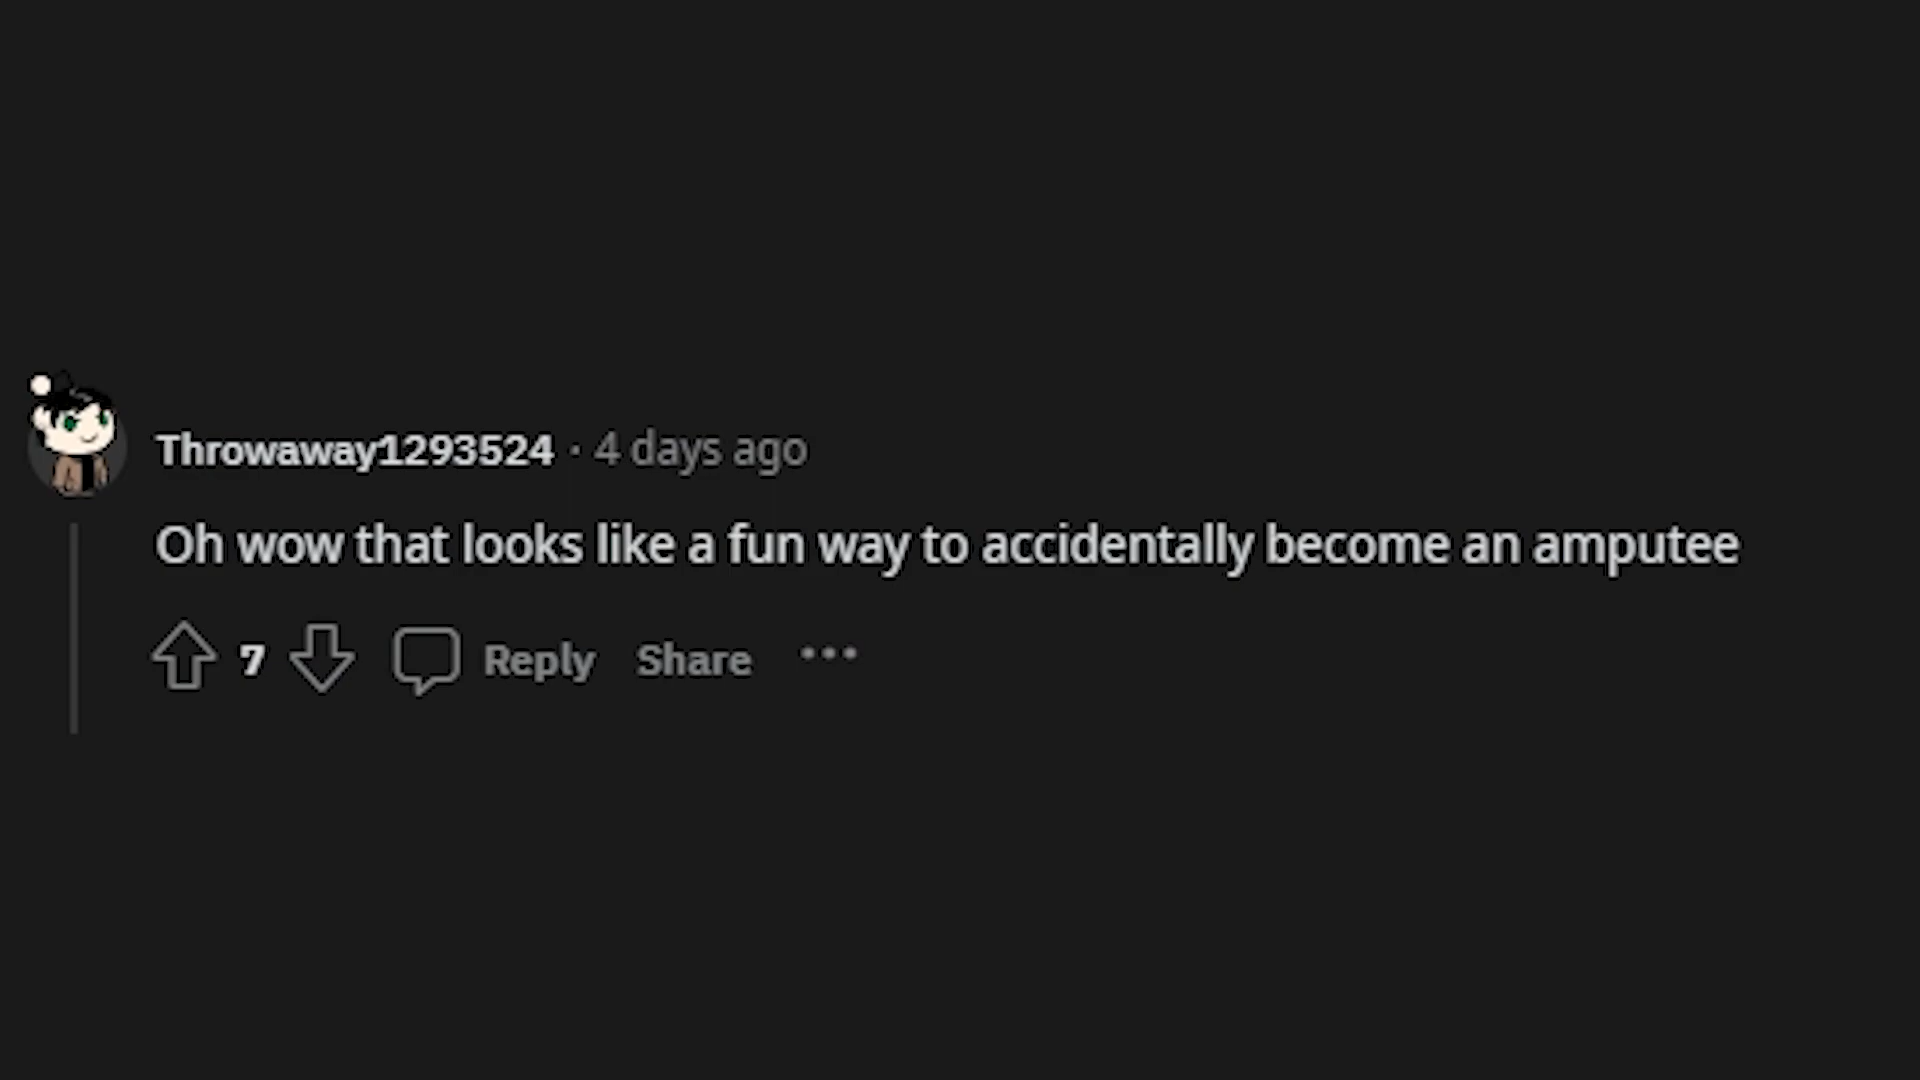 Throwaway1293524 · 4 days ago
Oh wow that looks like a fun way to accidentally become an amputee
7 Reply Share ...